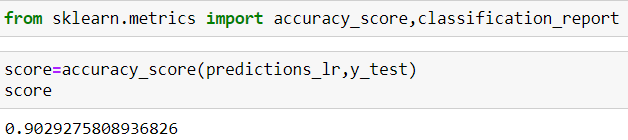 from sklearn.metrics import accuracy_score,classification_report
score=accuracy_score(predictions_lr,y_test)
score
0.9029275808936826